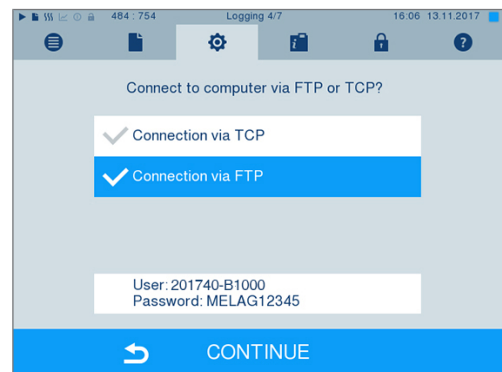 484 : 754 Logging 4/7 16:06 13.11.2017
Connect to computer via FTP or TCP?
Connection via TCP
Connection via FTP
User: 201740-B1000
Password: MELAG12345
CONTINUE